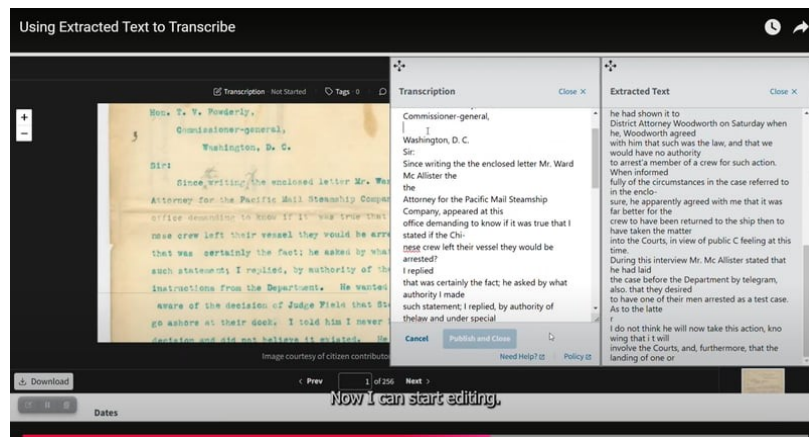 Using Extracted Text to Transcribe
Transcription - Not Started
Tags - 0
+
−
Hon. T. V. Powderly,
Commissioner-general,
Washington, D. C.
3
Sir:
Since writing the enclosed letter Mr. War
Attorney for the Pacific Mail Steamship Compan
office demanding to know if it was true that
nese crew left their vessel they would be arre
that was certainly the fact; he asked by what
such statement; I replied, by authority of the
instructions from the Department. He wanted
aware of the decision of Judge Field that
go ashore at their dock. I told him I never
decision and did not believe it existed. He
Image courtesy of citizen contributo
Transcription
Close ×
Commissioner-general,
Washington, D. C.
Sir:
Since writing the the enclosed letter Mr. Ward
Mc Allister the
the
Attorney for the Pacific Mail Steamship
Company, appeared at this
office demanding to know if it was true that I
stated if the Chi-
nese crew left their vessel they would be
arrested?
I replied
that was certainly the fact; he asked by what
authority I made
such statement; I replied, by authority of
thelaw and under special
Cancel
Publish and Close
Need Help?
Policy
Extracted Text
Close ×
he had shown it to
District Attorney Woodworth on Saturday when
he, Woodworth agreed
with him that such was the law, and that we
would have no authority
to arrest'a member of a crew for such action.
When informed
fully of the circumstances in the case referred to
in the enclo-
sure, he apparently agreed with me that it was
far better for the
crew to have been returned to the ship then to
have taken the matter
into the Courts, in view of public C feeling at this
time.
During this interview Mr. Mc Allister stated that
he had laid
the case before the Department by telegram,
also. that they desired
to have one of their men arrested as a test case.
As to the latte
r
I do not think he will now take this action, kno
wing that i t will
involve the Courts, and, furthermore, that the
landing of one or
Download
< Prev
1 of 256
Next >
Now I can start editing.
Dates